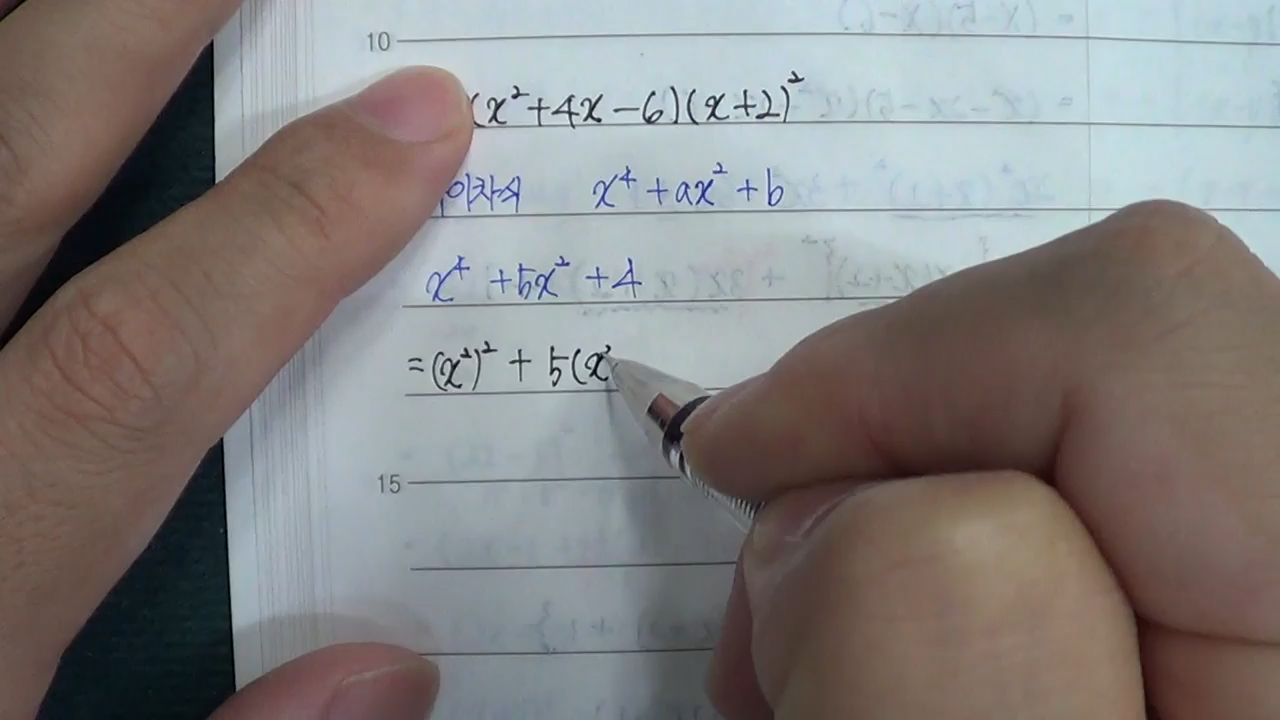 10
(x²+4x-6)(x+2)²
이차식 x⁴+ax²+b
x⁴+5x²+4
=(x²)²+5(x²
15